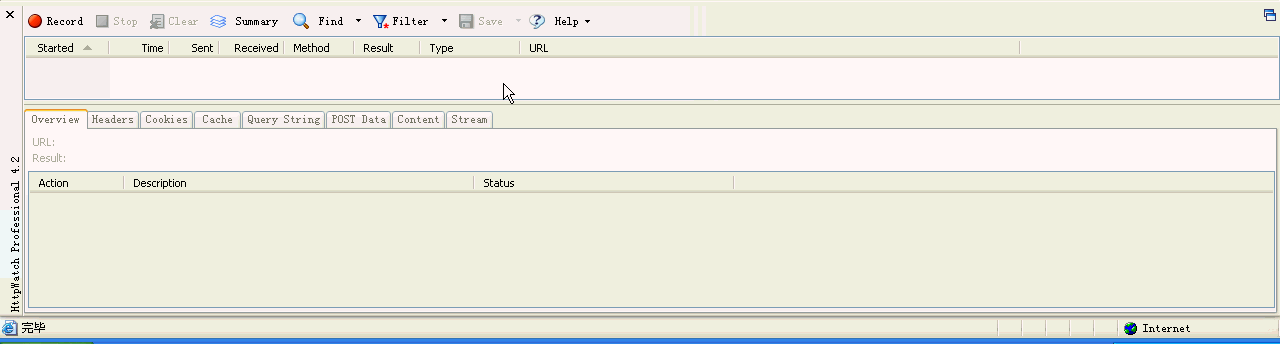 Record Stop Clear Summary Find Filter Save Help
Started Time Sent Received Method Result Type URL
Overview Headers Cookies Cache Query String POST Data Content Stream
URL:
Result:
Action Description Status
HttpWatch Professional 4.2
完毕 Internet